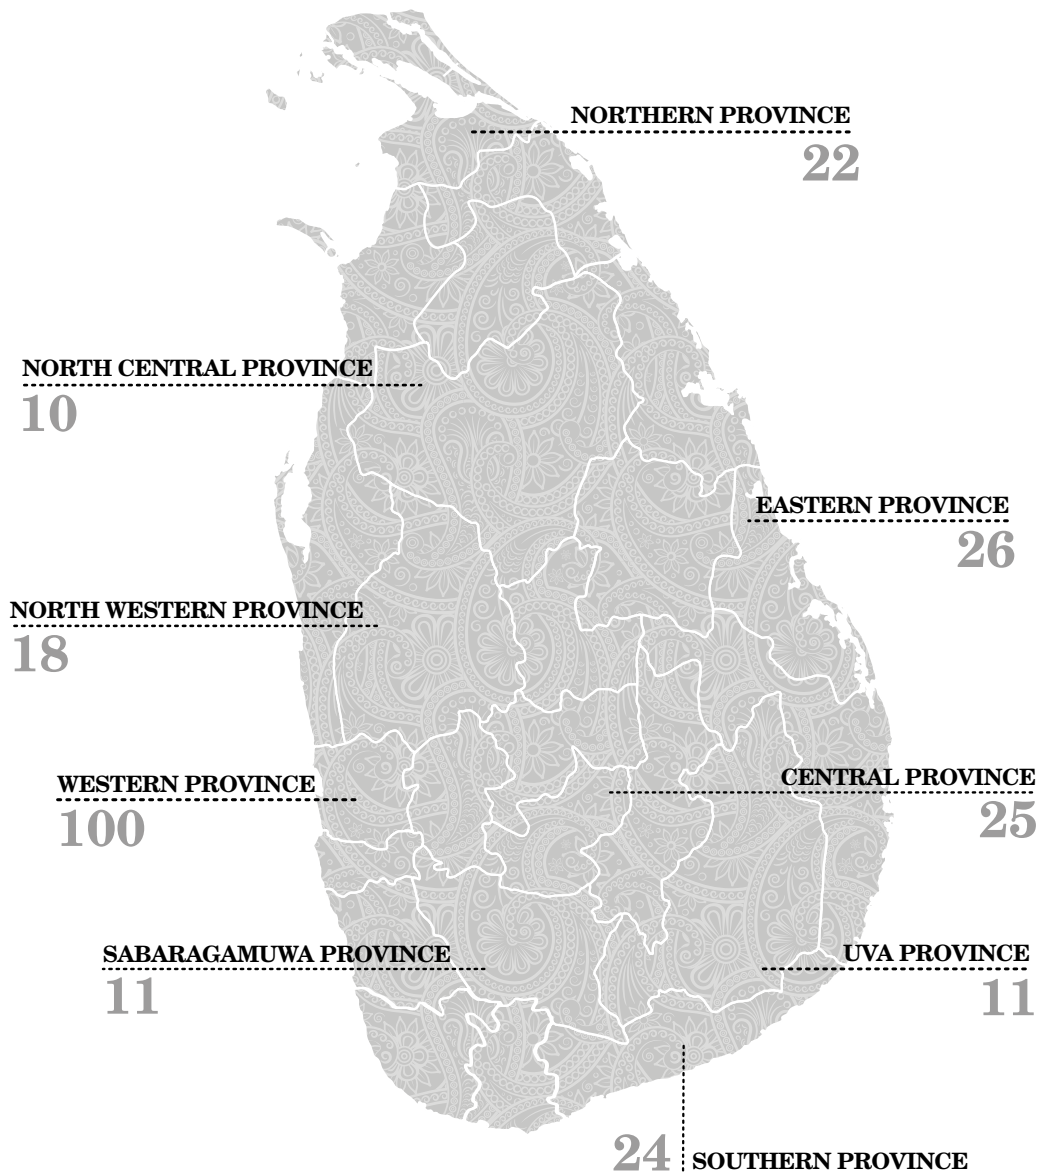 NORTHERN PROVINCE
22
NORTH CENTRAL PROVINCE
10
EASTERN PROVINCE
26
NORTH WESTERN PROVINCE
18
CENTRAL PROVINCE
25
WESTERN PROVINCE
100
SABARAGAMUWA PROVINCE
11
UVA PROVINCE
11
24
SOUTHERN PROVINCE